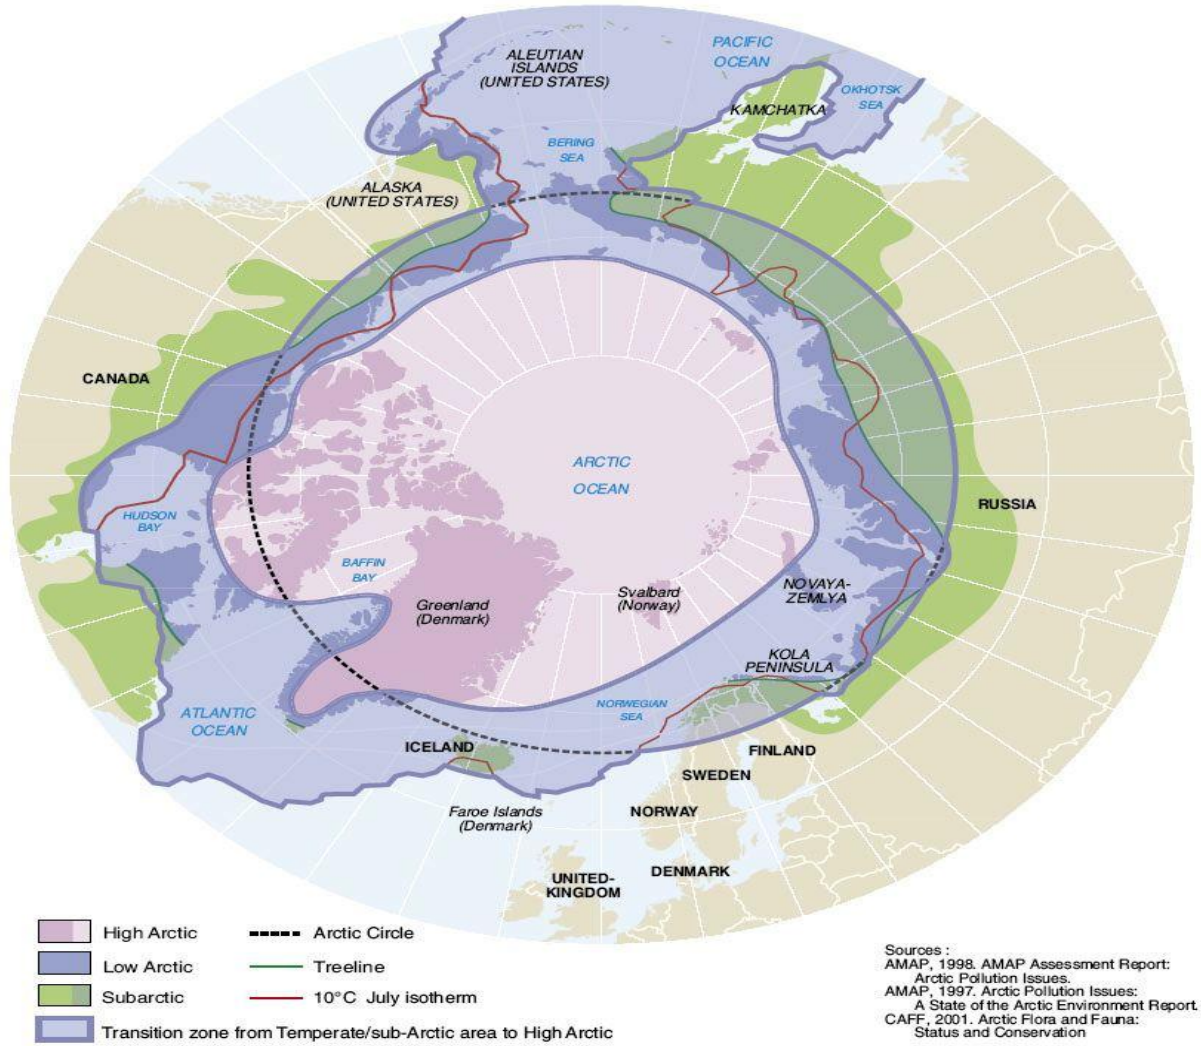 PACIFIC
OCEAN
ALEUTIAN
ISLANDS
(UNITED STATES)
OKHOTSK
SEA
KAMCHATKA
BERING
SEA
ALASKA
(UNITED STATES)
CANADA
ARCTIC
OCEAN
RUSSIA
HUDSON
BAY
BAFFIN
BAY
Greenland
(Denmark)
Svalbard
(Norway)
NOVAYA-
ZEMLYA
KOLA
PENINSULA
ATLANTIC
OCEAN
NORWEGIAN
SEA
ICELAND
FINLAND
SWEDEN
Faroe Islands
(Denmark)
NORWAY
DENMARK
UNITED-
KINGDOM
High Arctic
Low Arctic
Subarctic
Arctic Circle
Treeline
10°C July isotherm
Transition zone from Temperate/sub-Arctic area to High Arctic
Sources :
AMAP, 1998. AMAP Assessment Report:
Arctic Pollution Issues.
AMAP, 1997. Arctic Pollution Issues:
A State of the Arctic Environment Report.
CAFF, 2001. Arctic Flora and Fauna:
Status and Conservation